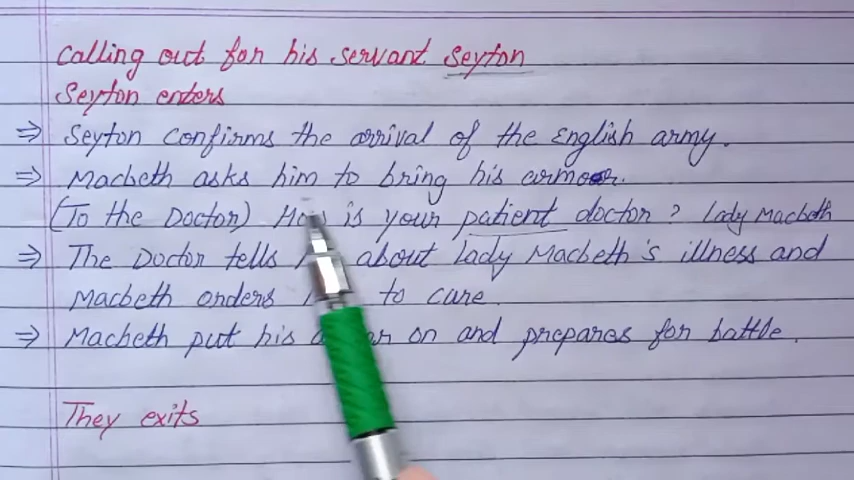 calling out for his servant Seyton
Seyton enters
⇒ Seyton confirms the arrival of the English army.
⇒ Macbeth asks him to bring his armour.
(To the Doctor) is your patient doctor? Lady Macbeth
⇒ The Doctor tells about Lady Macbeth's illness and
Macbeth orders to cure.
⇒ Macbeth put his on and prepares for battle.
They exits